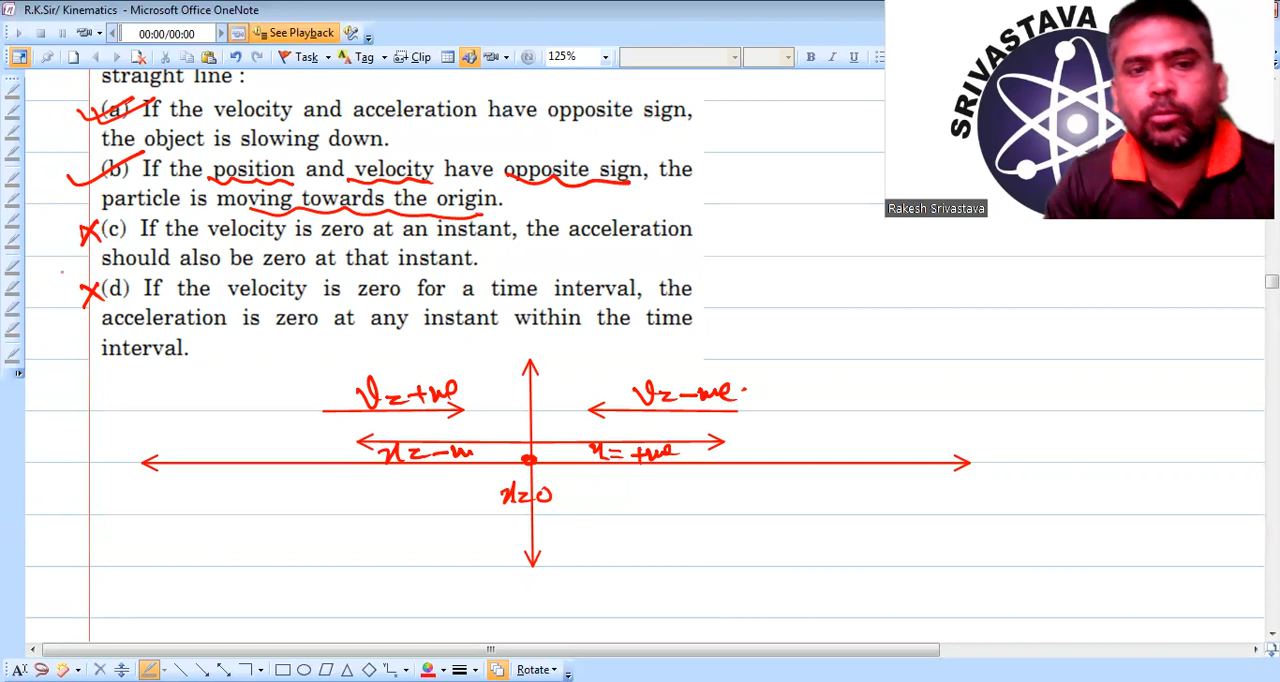 R.K.Sir/ Kinematics - Microsoft Office OneNote
00:00/00:00
See Playback
Task
Tag
Clip
125%
B I U
straight line :
(a) If the velocity and acceleration have opposite sign,
the object is slowing down.
(b) If the position and velocity have opposite sign, the
particle is moving towards the origin.
(c) If the velocity is zero at an instant, the acceleration
should also be zero at that instant.
(d) If the velocity is zero for a time interval, the
acceleration is zero at any instant within the time
interval.
v=+ve
v=-ve
x=-ve
x=+ve
x=0
SRIVASTAVA
Rakesh Srivastava
Rotate